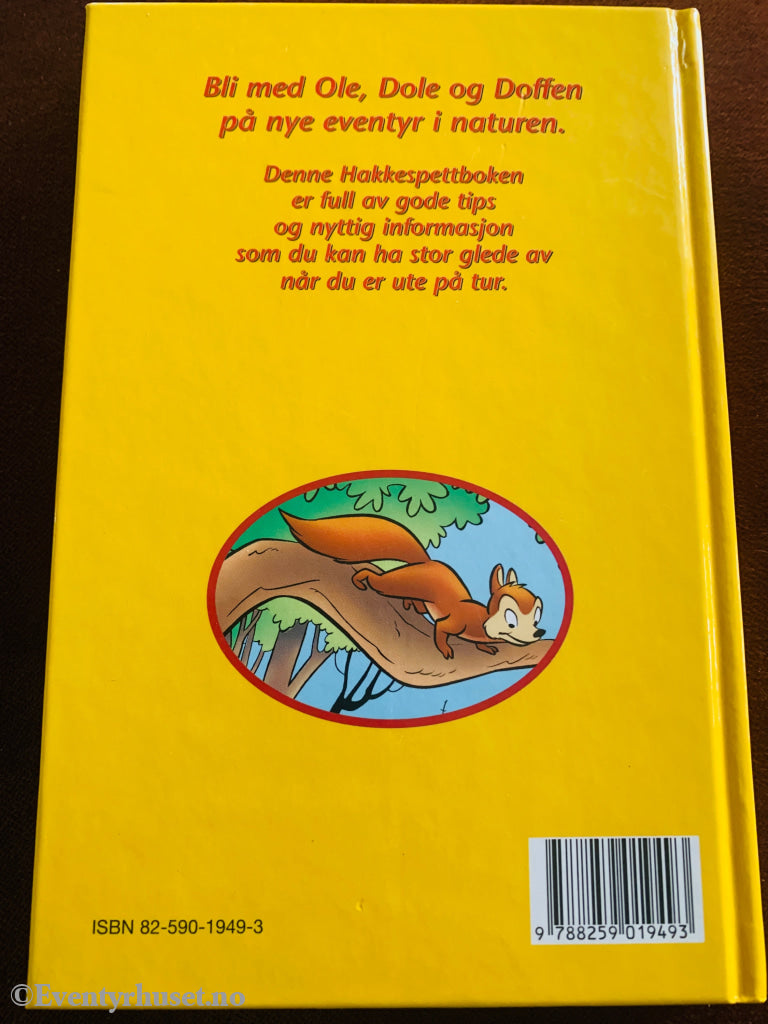 Bli med Ole, Dole og Doffen
på nye eventyr i naturen.
Denne Hakkespettboken
er full av gode tips
og nyttig informasjon
som du kan ha stor glede av
når du er ute på tur.
ISBN 82-590-1949-3
9 788259 019493
©Eventyrhuset.no